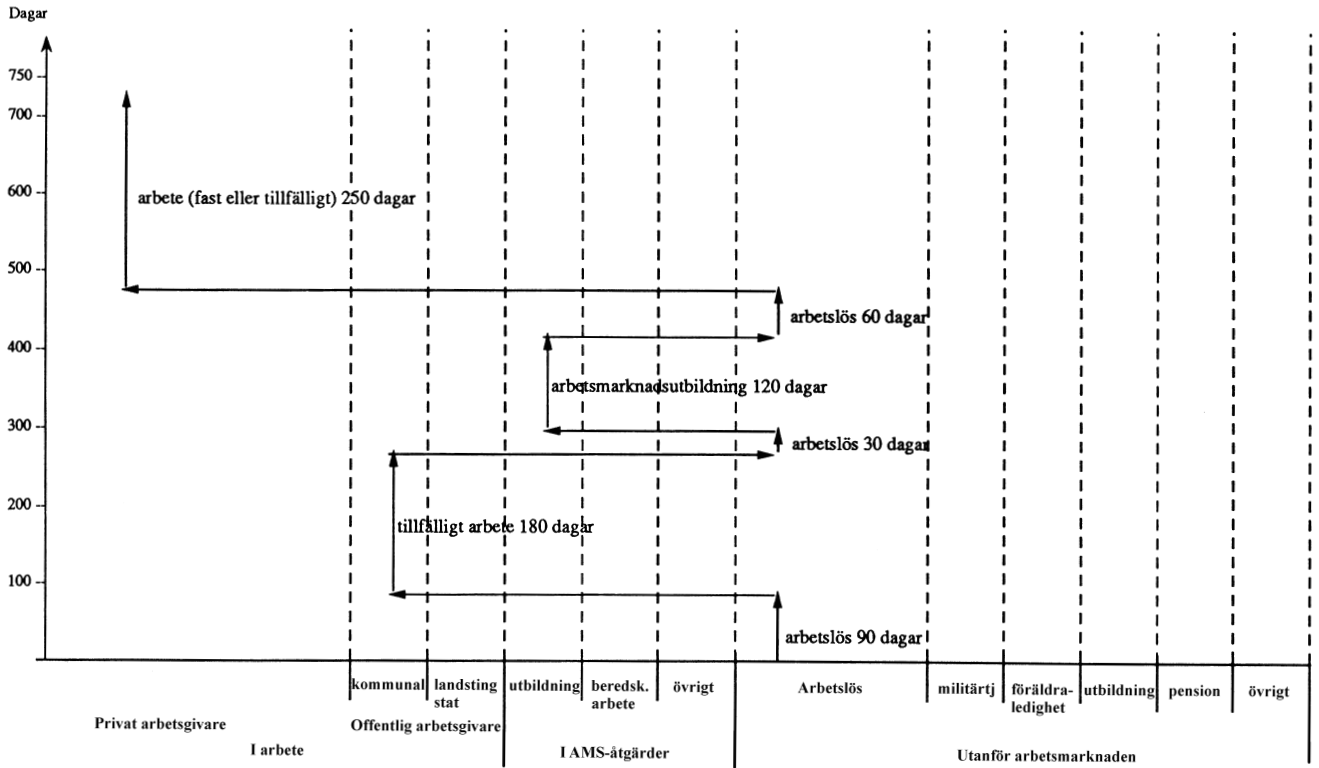 Dagar
750
700
arbete (fast eller tillfälligt) 250 dagar
600
500
arbetslös 60 dagar
400
arbetsmarknadsutbildning 120 dagar
300
arbetslös 30 dagar
200
tillfälligt arbete 180 dagar
100
arbetslös 90 dagar
kommunal
landsting
stat
utbildning
beredsk.
arbete
övrigt
Arbetslös
militärtj
föräldra-
ledighet
utbildning
pension
övrigt
Privat arbetsgivare
Offentlig arbetsgivare
I arbete
I AMS-åtgärder
Utanför arbetsmarknaden